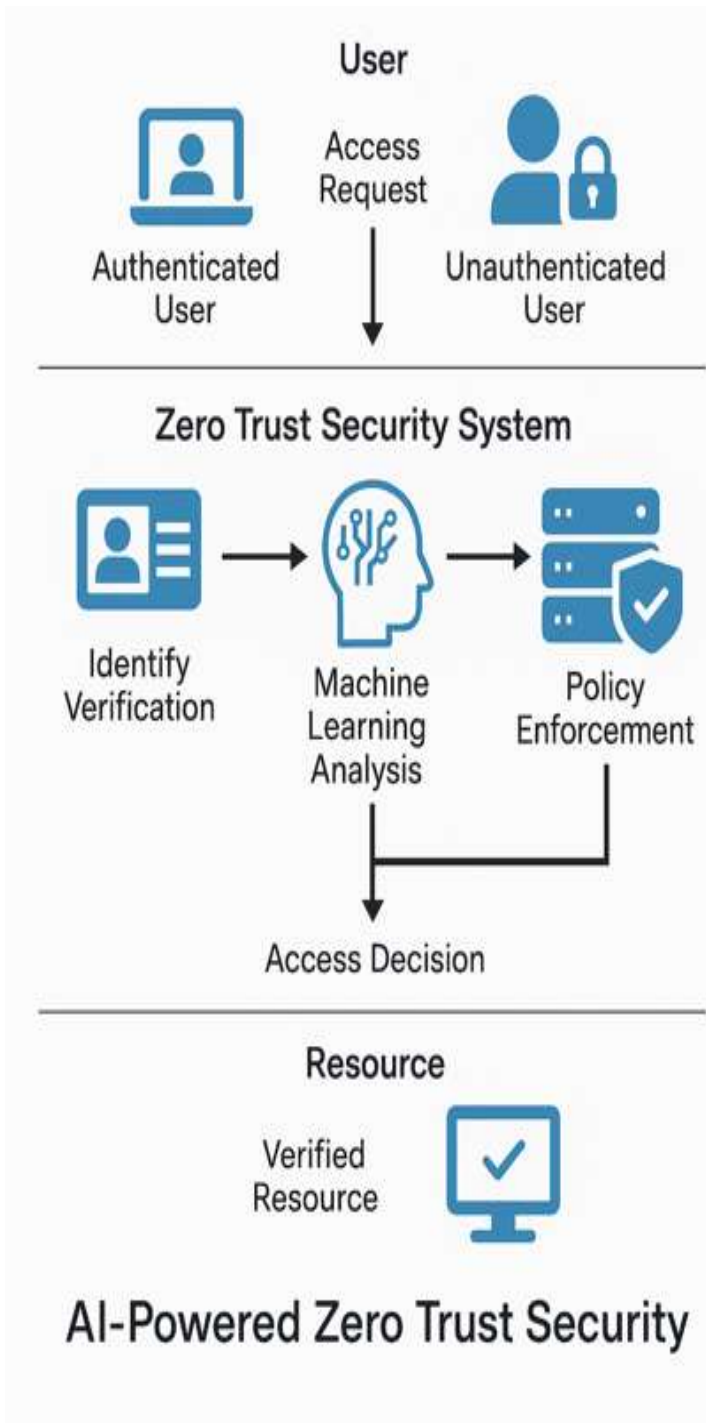 User
Access
Request
Authenticated
User
Unauthenticated
User
Zero Trust Security System
Identify
Verification
Machine
Learning
Analysis
Policy
Enforcement
Access Decision
Resource
Verified
Resource
AI-Powered Zero Trust Security